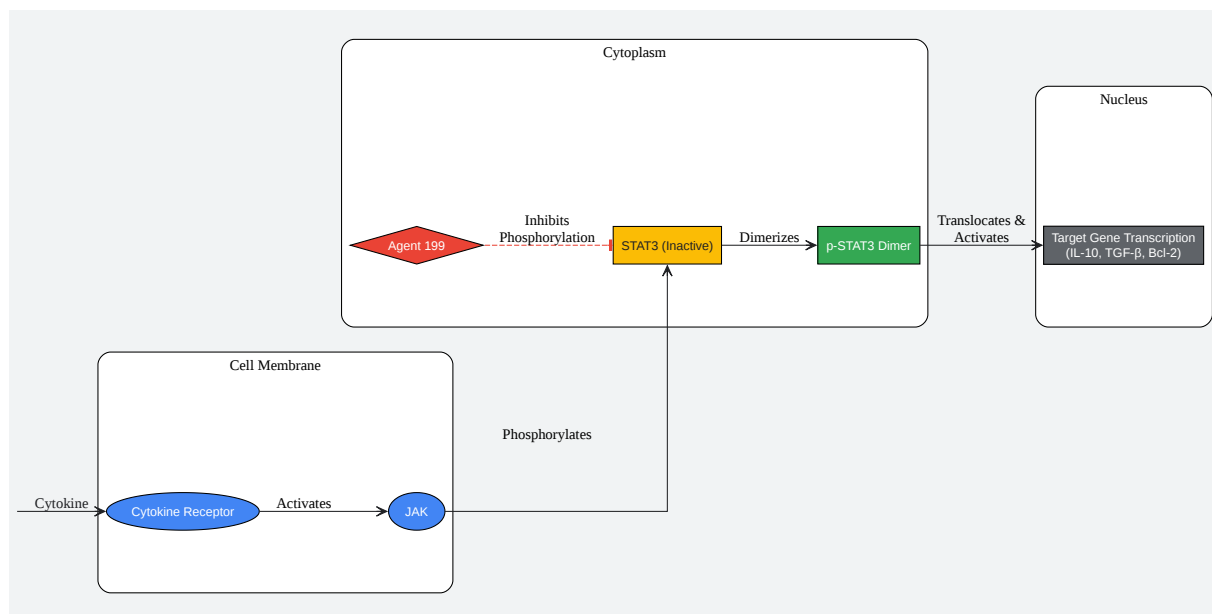 Cytoplasm
Nucleus
Agent 199
Inhibits
Phosphorylation
STAT3 (Inactive)
Dimerizes
p-STAT3 Dimer
Translocates &
Activates
Target Gene Transcription
(IL-10, TGF-β, Bcl-2)
Cell Membrane
Phosphorylates
Cytokine
Cytokine Receptor
Activates
JAK